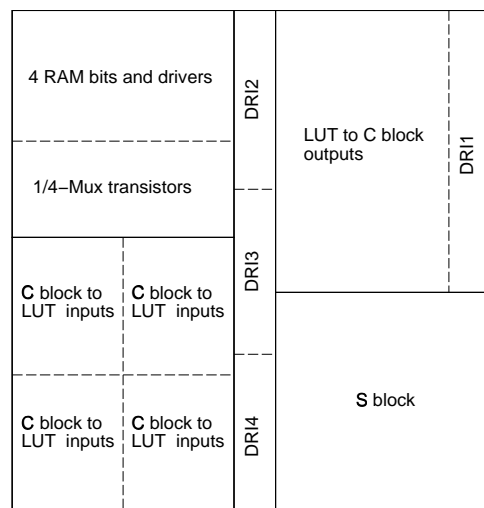 4 RAM bits and drivers
DRI2
LUT to C block
outputs
DRI1
1/4–Mux transistors
DRI3
C block to
LUT inputs
C block to
LUT inputs
C block to
LUT inputs
C block to
LUT inputs
DRI4
S block